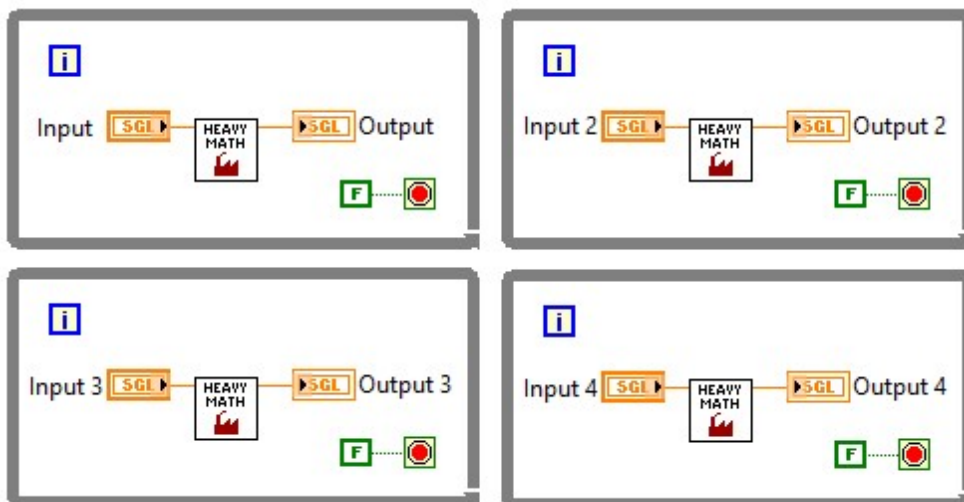 i
Input SGL HEAVY MATH SGL Output
F
i
Input 2 SGL HEAVY MATH SGL Output 2
F
i
Input 3 SGL HEAVY MATH SGL Output 3
F
i
Input 4 SGL HEAVY MATH SGL Output 4
F